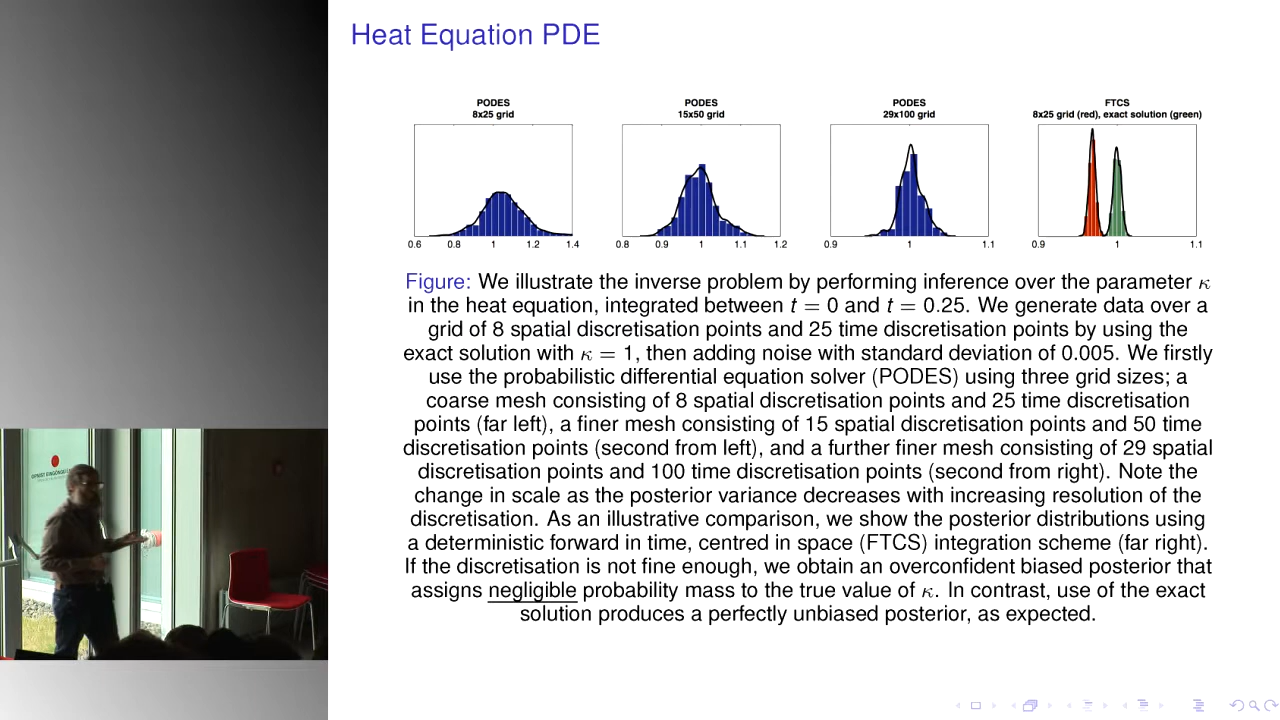 Heat Equation PDE
PODES
8x25 grid
PODES
15x50 grid
PODES
29x100 grid
FTCS
8x25 grid (red), exact solution (green)
0.6 0.8 1 1.2 1.4
0.8 0.9 1 1.1 1.2
0.9 1 1.1
0.9 1 1.1
Figure: We illustrate the inverse problem by performing inference over the parameter κ
in the heat equation, integrated between t = 0 and t = 0.25. We generate data over a
grid of 8 spatial discretisation points and 25 time discretisation points by using the
exact solution with κ = 1, then adding noise with standard deviation of 0.005. We firstly
use the probabilistic differential equation solver (PODES) using three grid sizes; a
coarse mesh consisting of 8 spatial discretisation points and 25 time discretisation
points (far left), a finer mesh consisting of 15 spatial discretisation points and 50 time
discretisation points (second from left), and a further finer mesh consisting of 29 spatial
discretisation points and 100 time discretisation points (second from right). Note the
change in scale as the posterior variance decreases with increasing resolution of the
discretisation. As an illustrative comparison, we show the posterior distributions using
a deterministic forward in time, centred in space (FTCS) integration scheme (far right).
If the discretisation is not fine enough, we obtain an overconfident biased posterior that
assigns negligible probability mass to the true value of κ. In contrast, use of the exact
solution produces a perfectly unbiased posterior, as expected.